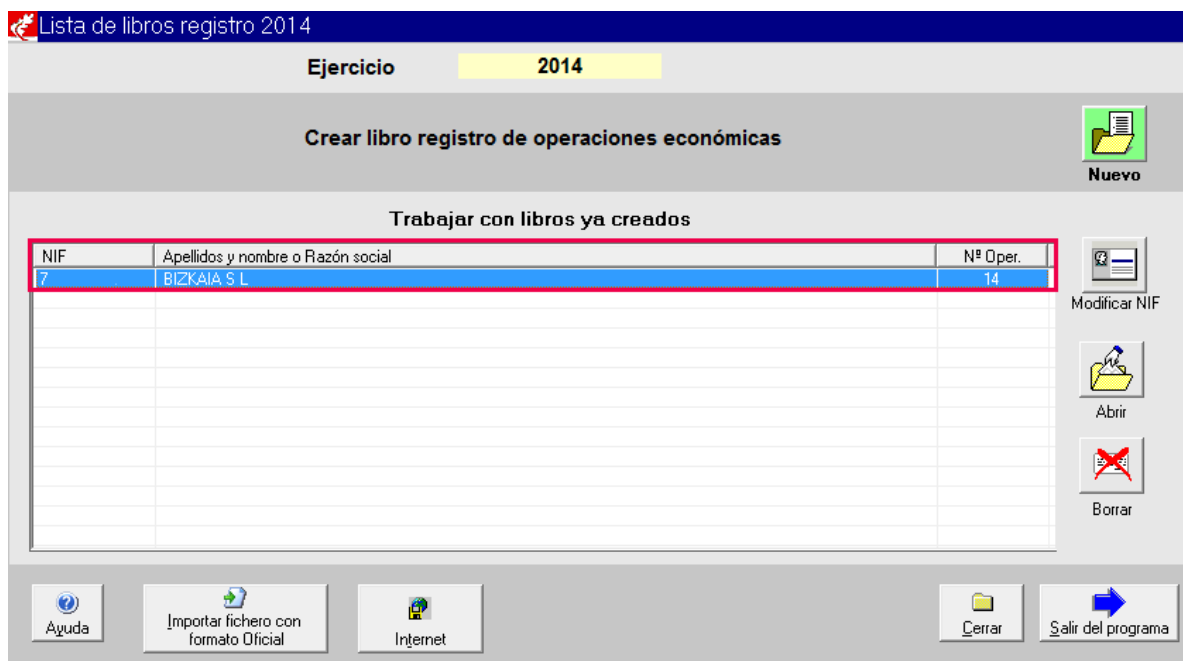 Lista de libros registro 2014
Ejercicio 2014
Crear libro registro de operaciones económicas
Nuevo
Trabajar con libros ya creados
NIF Apellidos y nombre o Razón social Nº Oper.
7 BIZKAIA S L 14
Modificar NIF
Abrir
Borrar
Ayuda
Importar fichero con
formato Oficial
Internet
Cerrar
Salir del programa